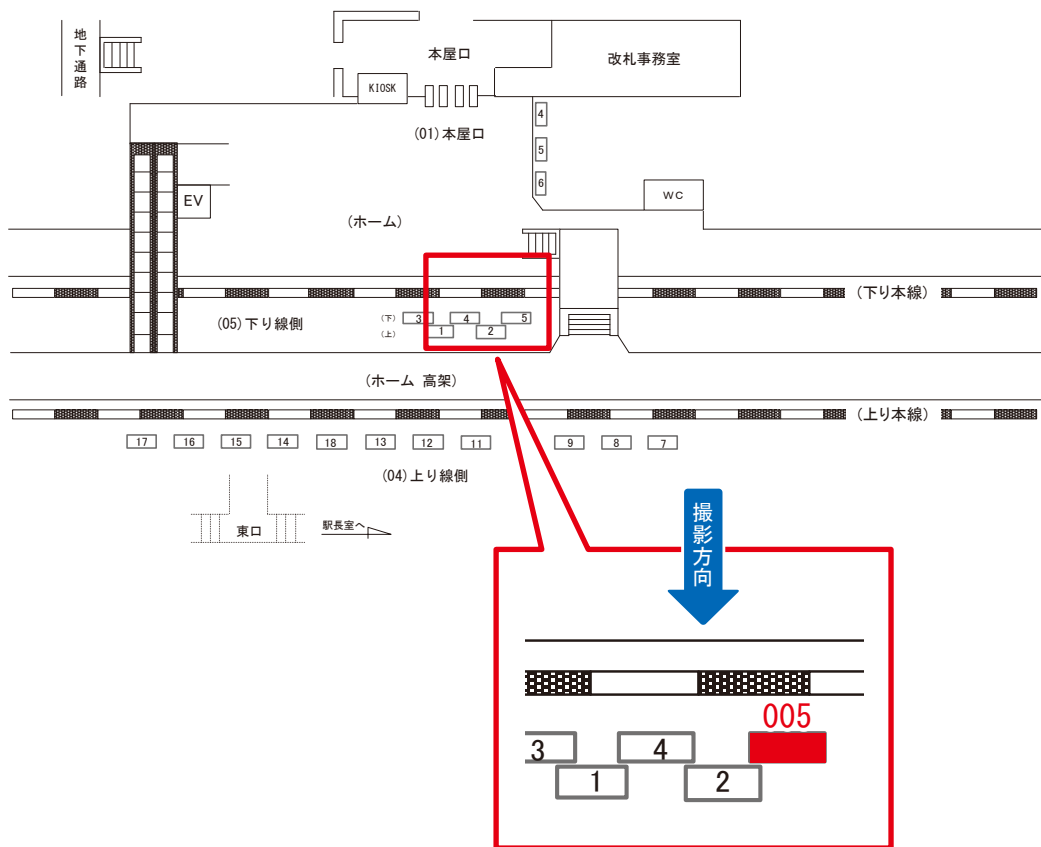 地下通路
本屋口
改札事務室
KIOSK
(01)本屋口
4
5
6
EV
WC
(ホーム)
(下り本線)
(05)下り線側
(下) 3 4 5
(上) 1 2
(ホーム 高架)
(上り本線)
17 16 15 14 18 13 12 11 9 8 7
(04)上り線側
東口
駅長室へ
撮影方向
005
3 4
1 2